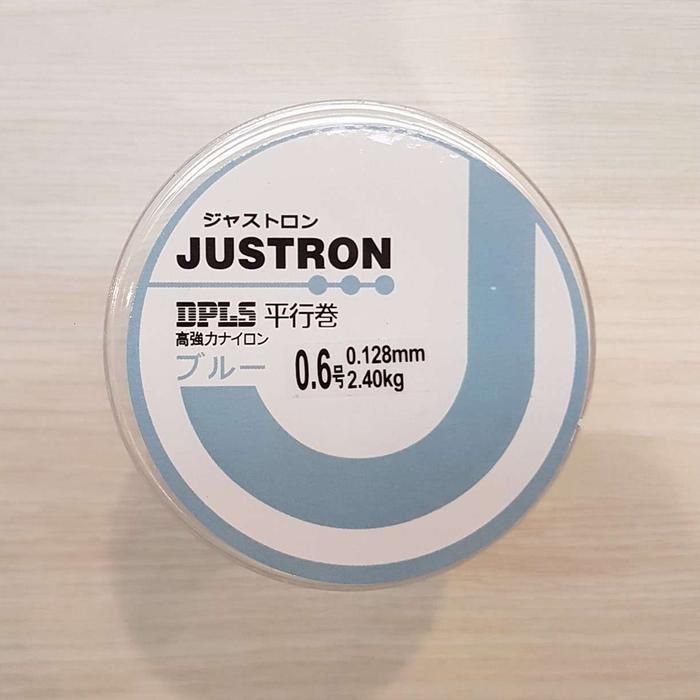 ジャストロン
JUSTRON
DPLS 平行巻
高強力ナイロン
ブルー
0.6号 0.128mm
2.40kg